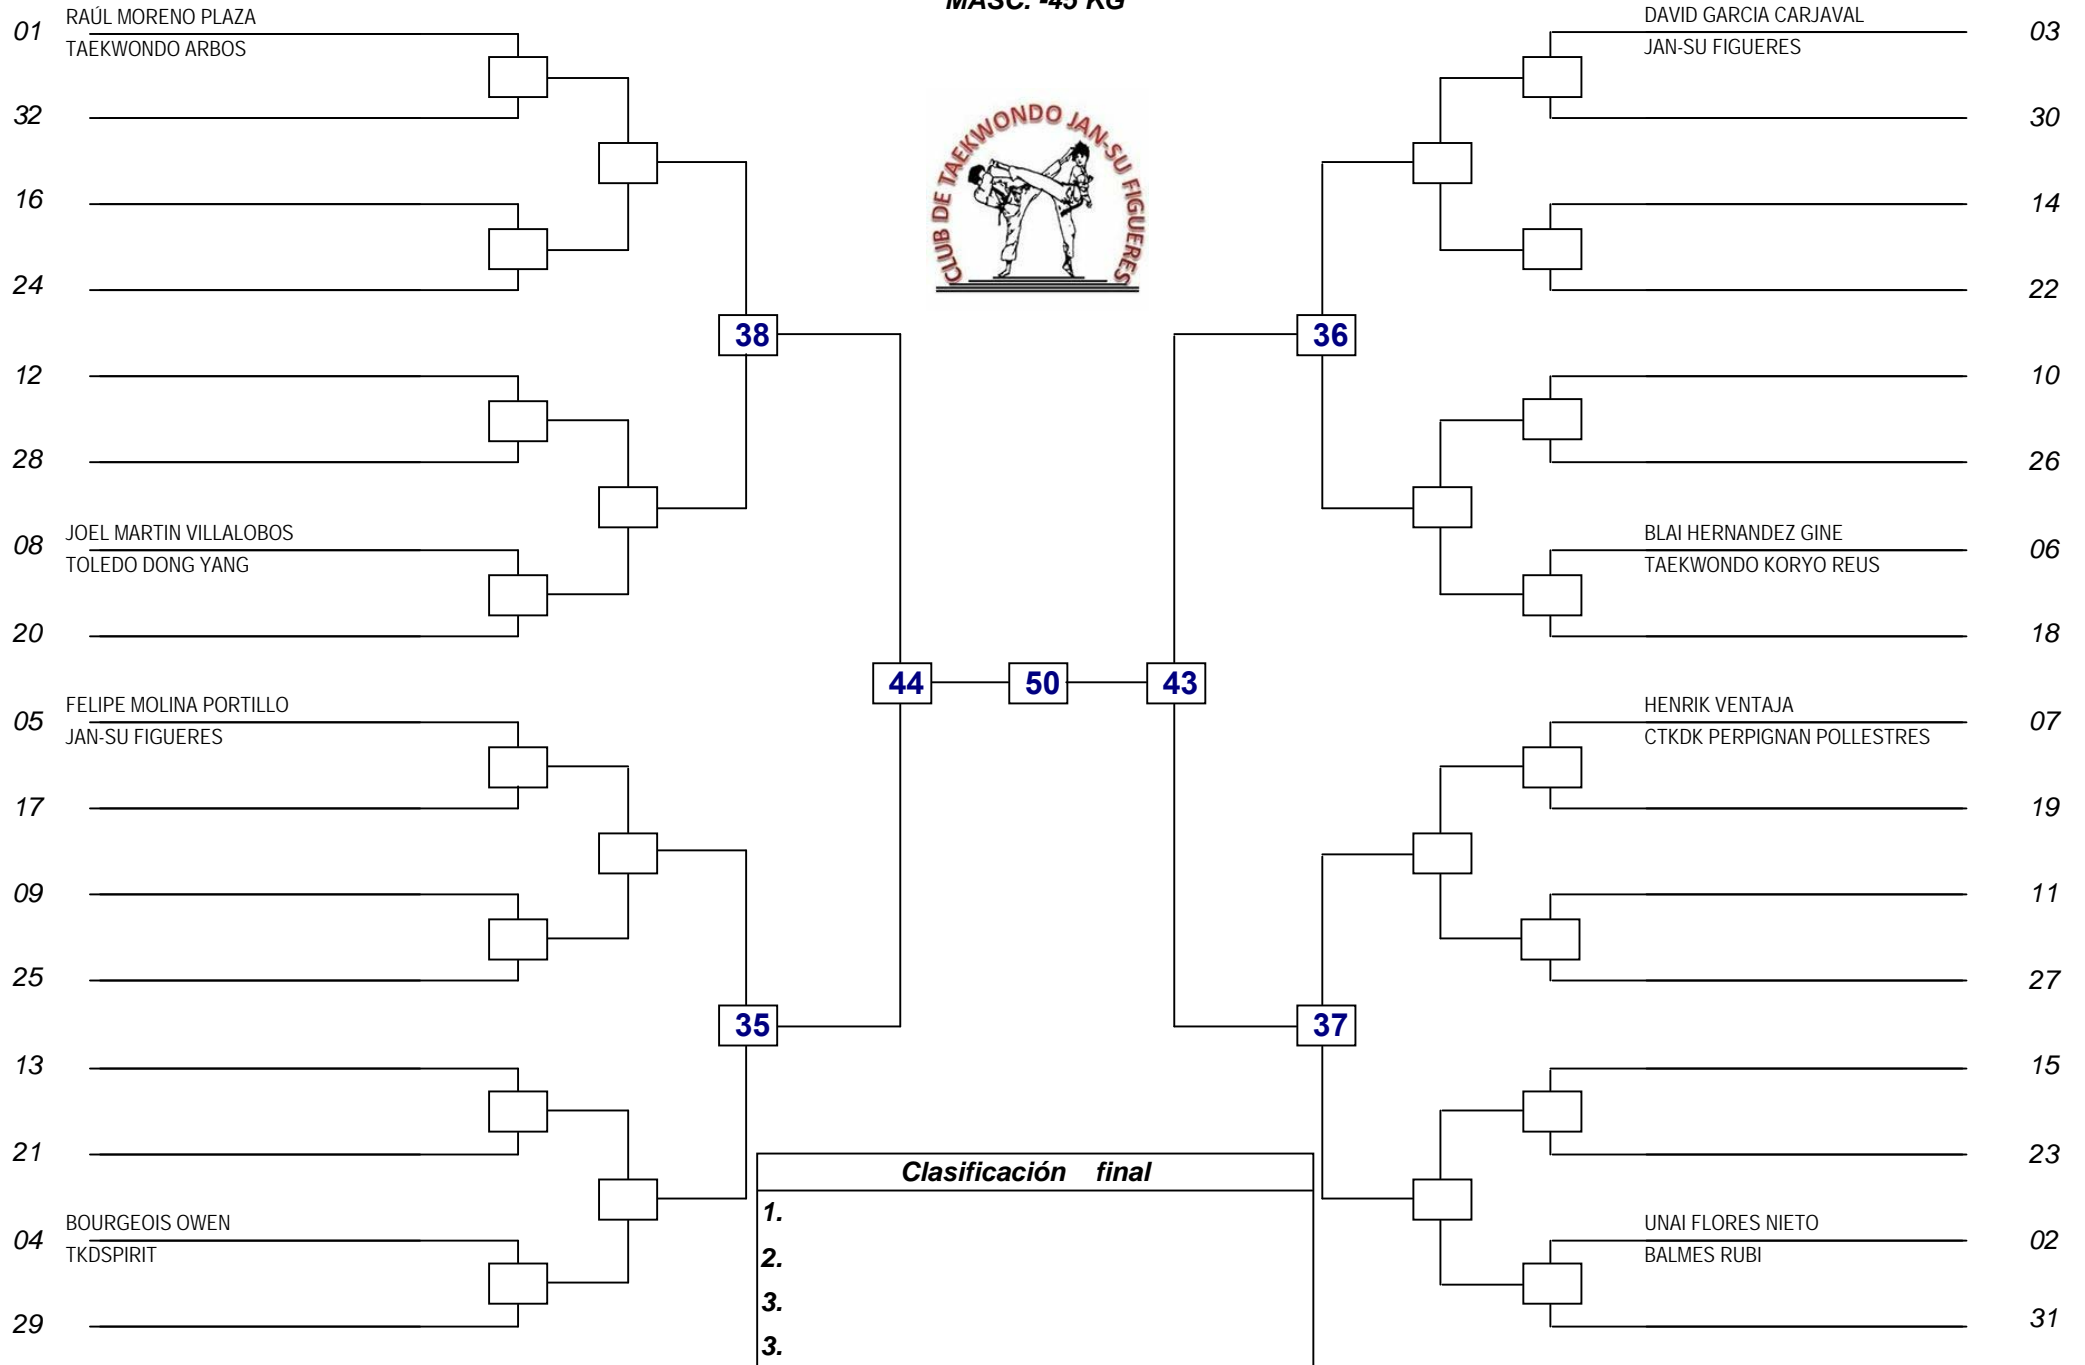 MASC. -45 KG
01
RAÚL MORENO PLAZA
TAEKWONDO ARBOS
32
16
24
12
28
08
JOEL MARTIN VILLALOBOS
TOLEDO DONG YANG
20
05
FELIPE MOLINA PORTILLO
JAN-SU FIGUERES
17
09
25
13
21
04
BOURGEOIS OWEN
TKDSPIRIT
29
38
35
44
50
43
36
37
CLUB DE TAEKWONDO JAN-SU FIGUERES
DAVID GARCIA CARJAVAL
JAN-SU FIGUERES
03
30
14
22
10
26
BLAI HERNANDEZ GINE
TAEKWONDO KORYO REUS
06
18
HENRIK VENTAJA
CTKDK PERPIGNAN POLLESTRES
07
19
11
27
15
23
UNAI FLORES NIETO
BALMES RUBI
02
31
Clasificación final
1.
2.
3.
3.